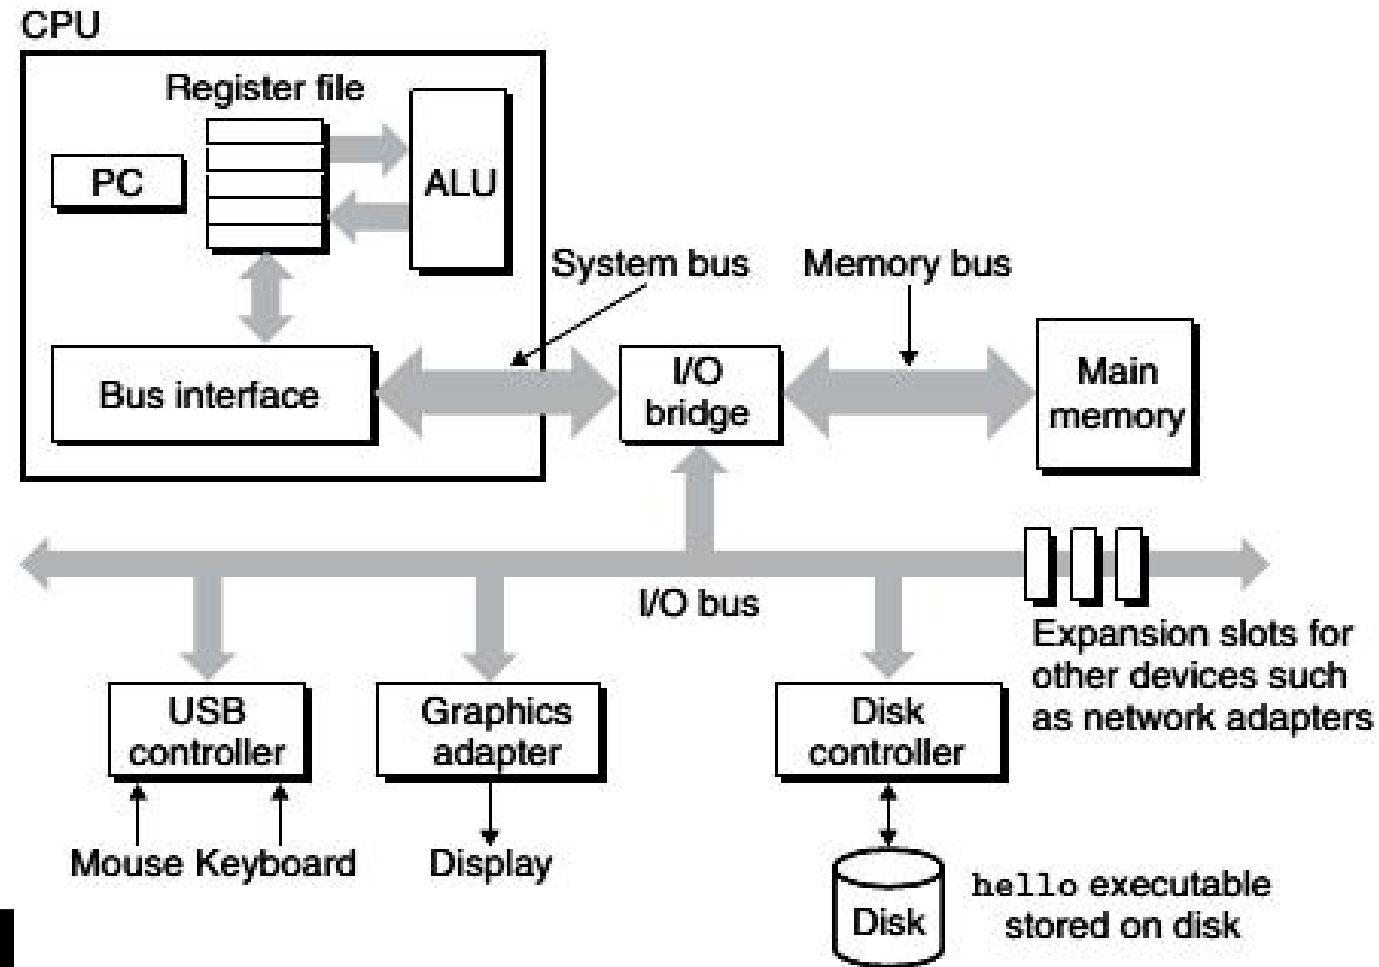 CPU
Register file
PC
ALU
System bus
Memory bus
Bus interface
I/O
bridge
Main
memory
I/O bus
Expansion slots for
other devices such
as network adapters
USB
controller
Graphics
adapter
Disk
controller
Mouse
Keyboard
Display
Disk
hello executable
stored on disk